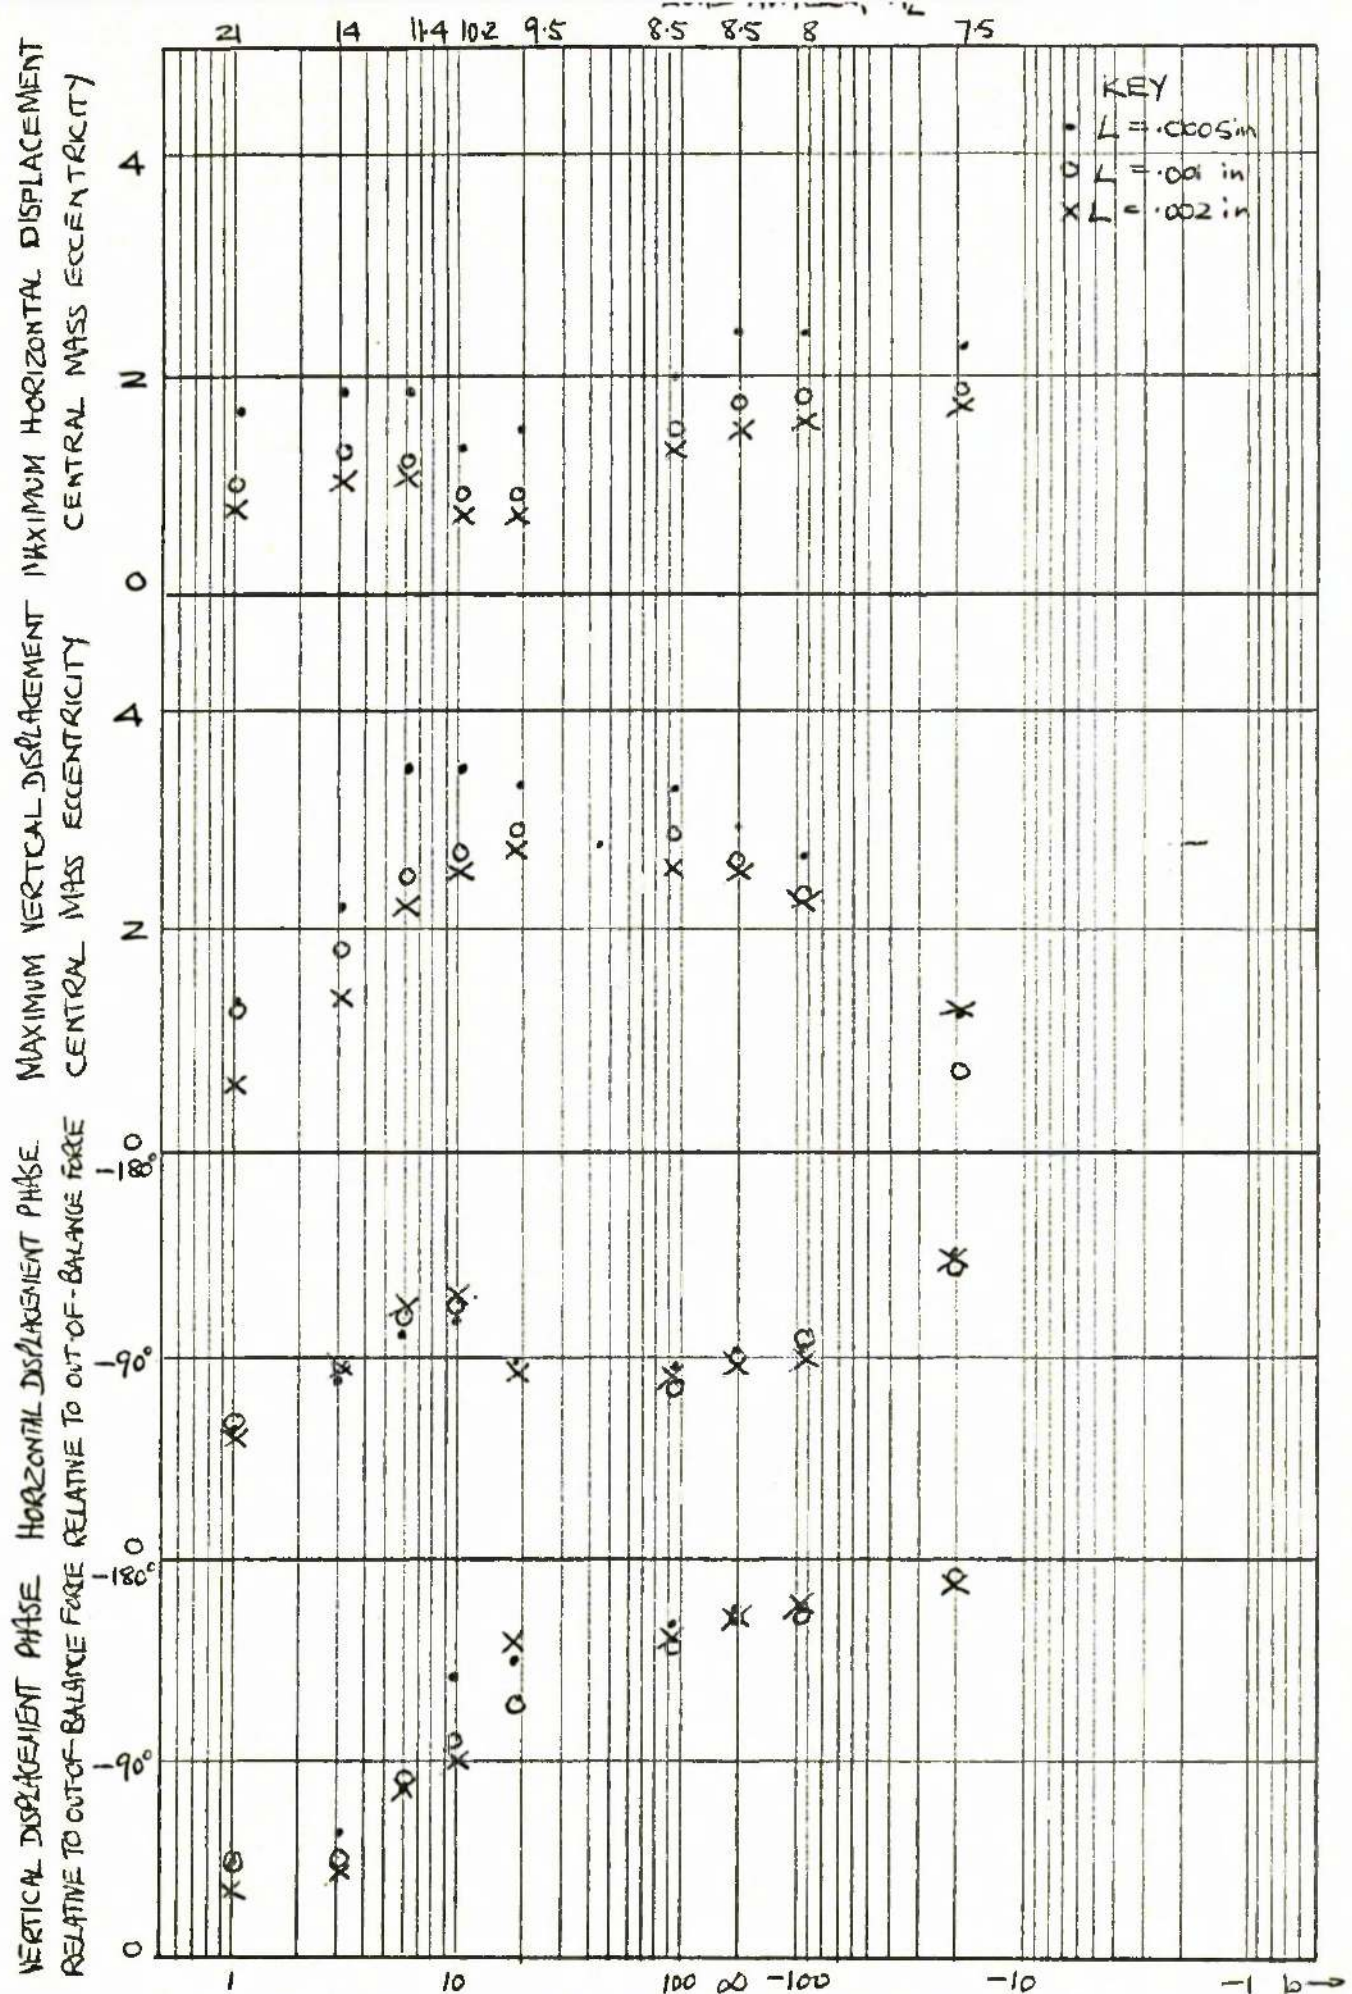 21 14 11.4 10.2 9.5 8.5 8.5 8 7.5
KEY
• L = .0005in
O L = .001 in
X L = .002 in
MAXIMUM HORIZONTAL DISPLACEMENT
CENTRAL MASS ECCENTRICITY
4
2
0
MAXIMUM VERTICAL DISPLACEMENT
CENTRAL MASS ECCENTRICITY
4
2
0
HORIZONTAL DISPLACEMENT PHASE
RELATIVE TO OUT-OF-BALANCE FORCE
-180°
-90°
0
VERTICAL DISPLACEMENT PHASE
RELATIVE TO OUT-OF-BALANCE FORCE
-180°
-90°
0
1 10 100 ∞ -100 -10 -1 b→